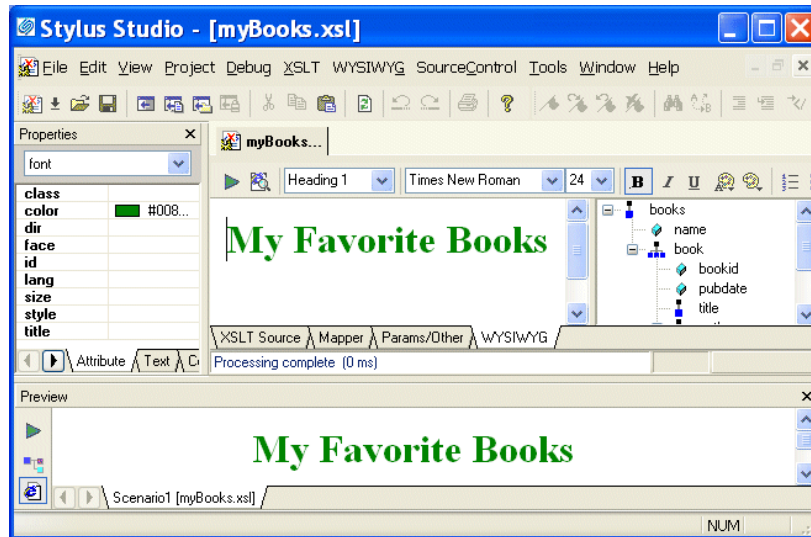 Stylus Studio - [myBooks.xsl]
File Edit View Project Debug XSLT WYSIWYG SourceControl Tools Window Help
Properties
myBooks...
font
Heading 1 Times New Roman 24 B I U
class
color #008...
dir
face
id
lang
size
style
title
My Favorite Books
books
name
book
bookid
pubdate
title
XSLT Source Mapper Params/Other WYSIWYG
Attribute Text
Processing complete (0 ms)
Preview
My Favorite Books
Scenario1 [myBooks.xsl]
NUM